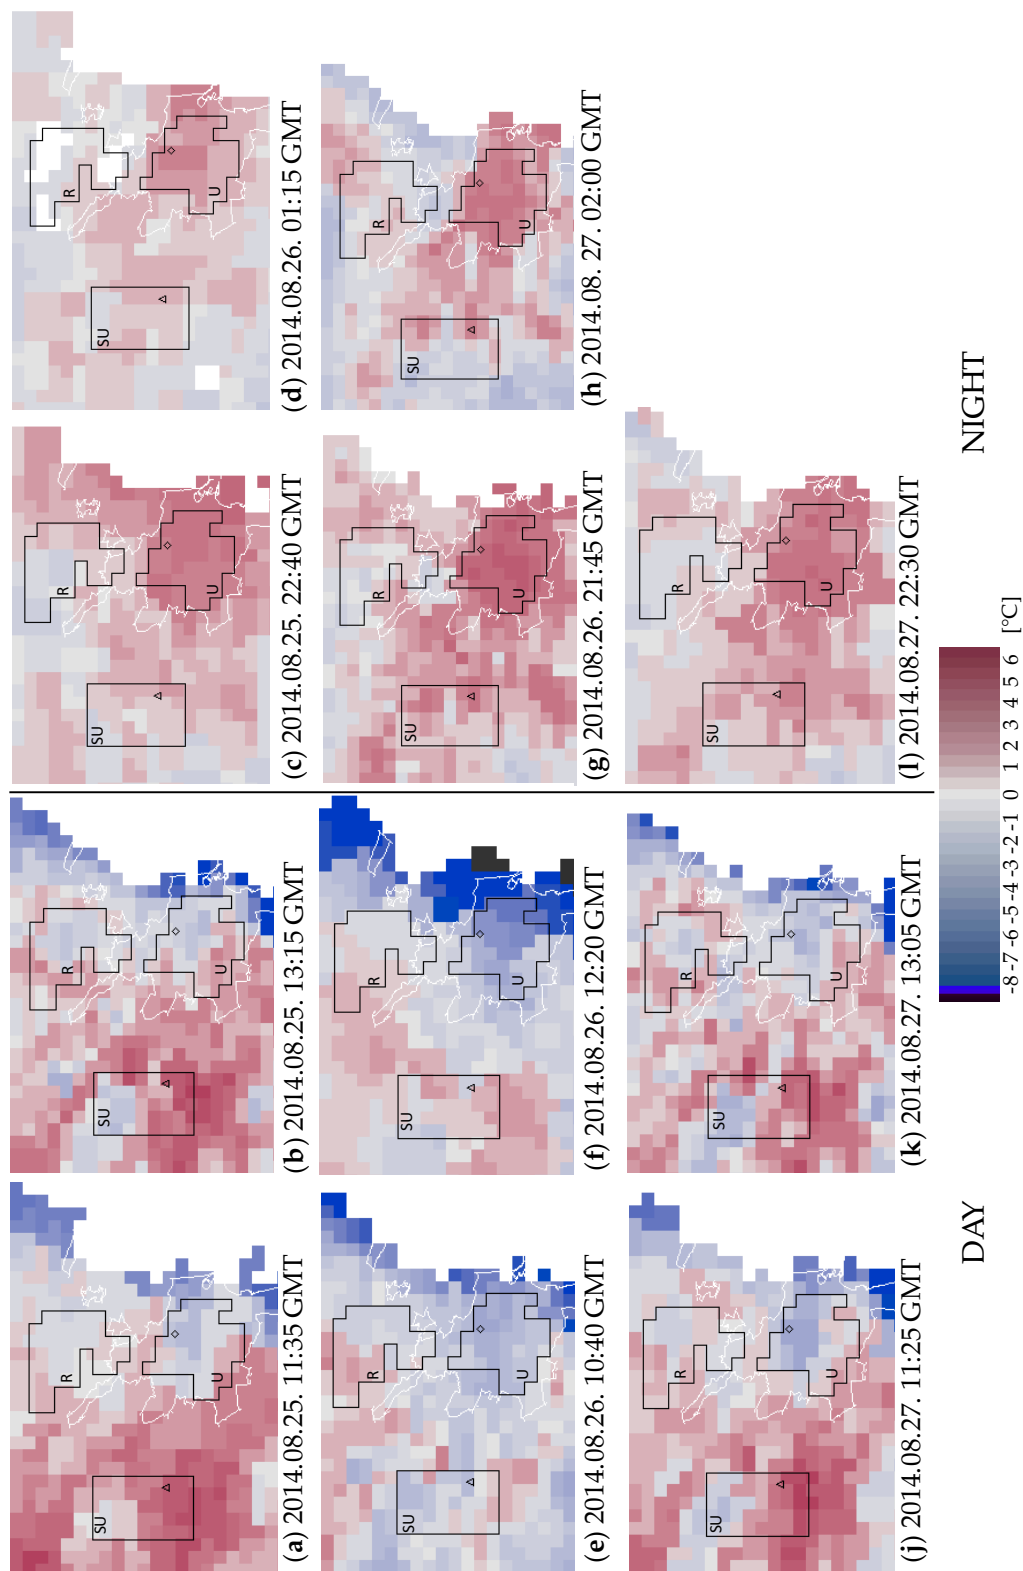 SU
R
U
(a) 2014.08.25. 11:35 GMT
SU
R
U
(b) 2014.08.25. 13:15 GMT
SU
R
U
(c) 2014.08.25. 22:40 GMT
SU
R
U
(d) 2014.08.26. 01:15 GMT
SU
R
U
(e) 2014.08.26. 10:40 GMT
SU
R
U
(f) 2014.08.26. 12:20 GMT
SU
R
U
(g) 2014.08.26. 21:45 GMT
SU
R
U
(h) 2014.08. 27. 02:00 GMT
SU
R
U
(j) 2014.08.27. 11:25 GMT
SU
R
U
(k) 2014.08.27. 13:05 GMT
SU
R
U
(l) 2014.08.27. 22:30 GMT
DAY
NIGHT
-8 -7 -6 -5 -4 -3 -2 -1 0 1 2 3 4 5 6 [°C]